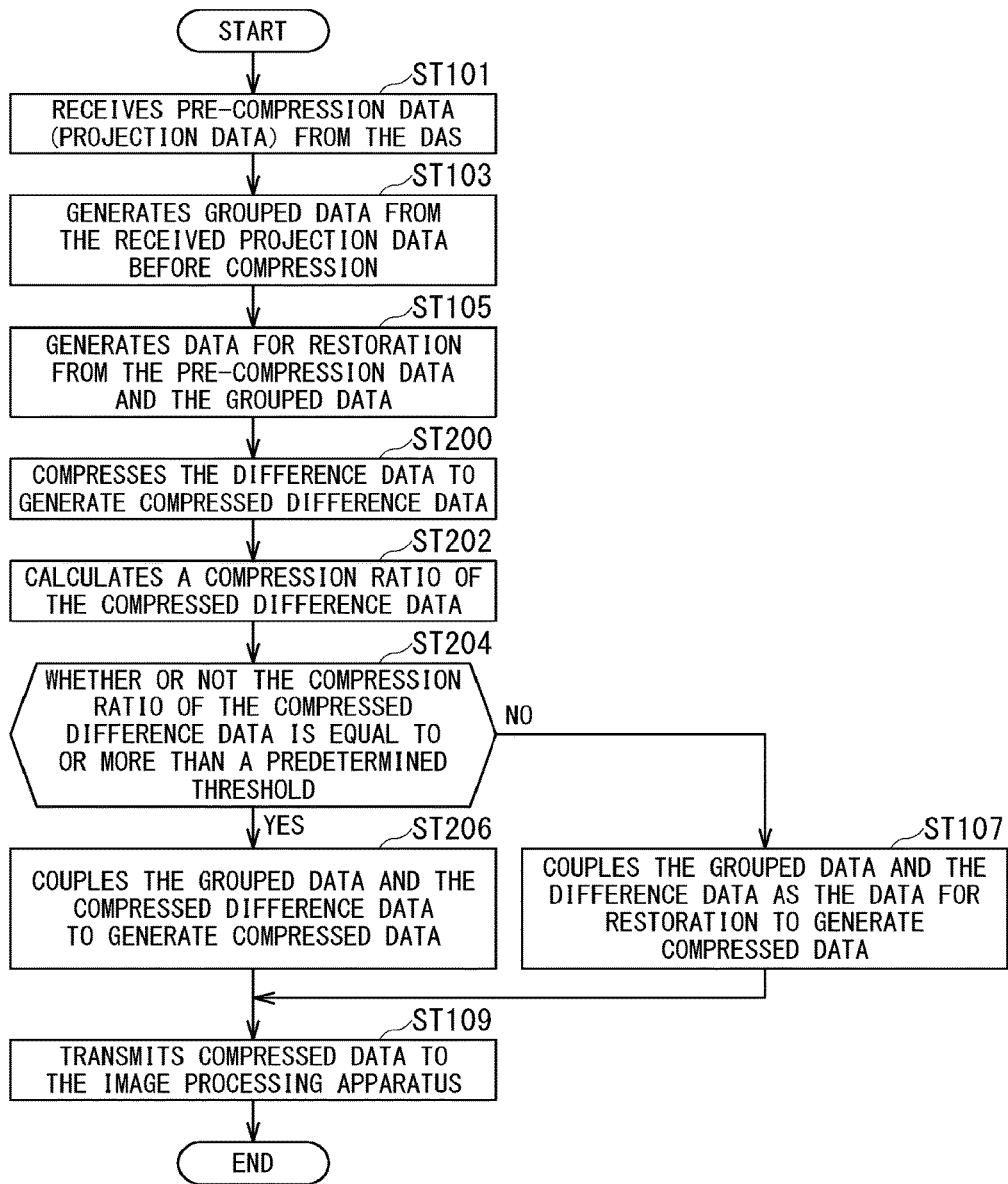 START
ST101
RECEIVES PRE-COMPRESSION DATA
(PROJECTION DATA) FROM THE DAS
ST103
GENERATES GROUPED DATA FROM
THE RECEIVED PROJECTION DATA
BEFORE COMPRESSION
ST105
GENERATES DATA FOR RESTORATION
FROM THE PRE-COMPRESSION DATA
AND THE GROUPED DATA
ST200
COMPRESSES THE DIFFERENCE DATA TO
GENERATE COMPRESSED DIFFERENCE DATA
ST202
CALCULATES A COMPRESSION RATIO OF
THE COMPRESSED DIFFERENCE DATA
ST204
WHETHER OR NOT THE COMPRESSION
RATIO OF THE COMPRESSED
DIFFERENCE DATA IS EQUAL TO
OR MORE THAN A PREDETERMINED
THRESHOLD
NO
YES
ST206
COUPLES THE GROUPED DATA AND THE
COMPRESSED DIFFERENCE DATA
TO GENERATE COMPRESSED DATA
ST107
COUPLES THE GROUPED DATA AND THE
DIFFERENCE DATA AS THE DATA FOR
RESTORATION TO GENERATE
COMPRESSED DATA
ST109
TRANSMITS COMPRESSED DATA TO
THE IMAGE PROCESSING APPARATUS
END